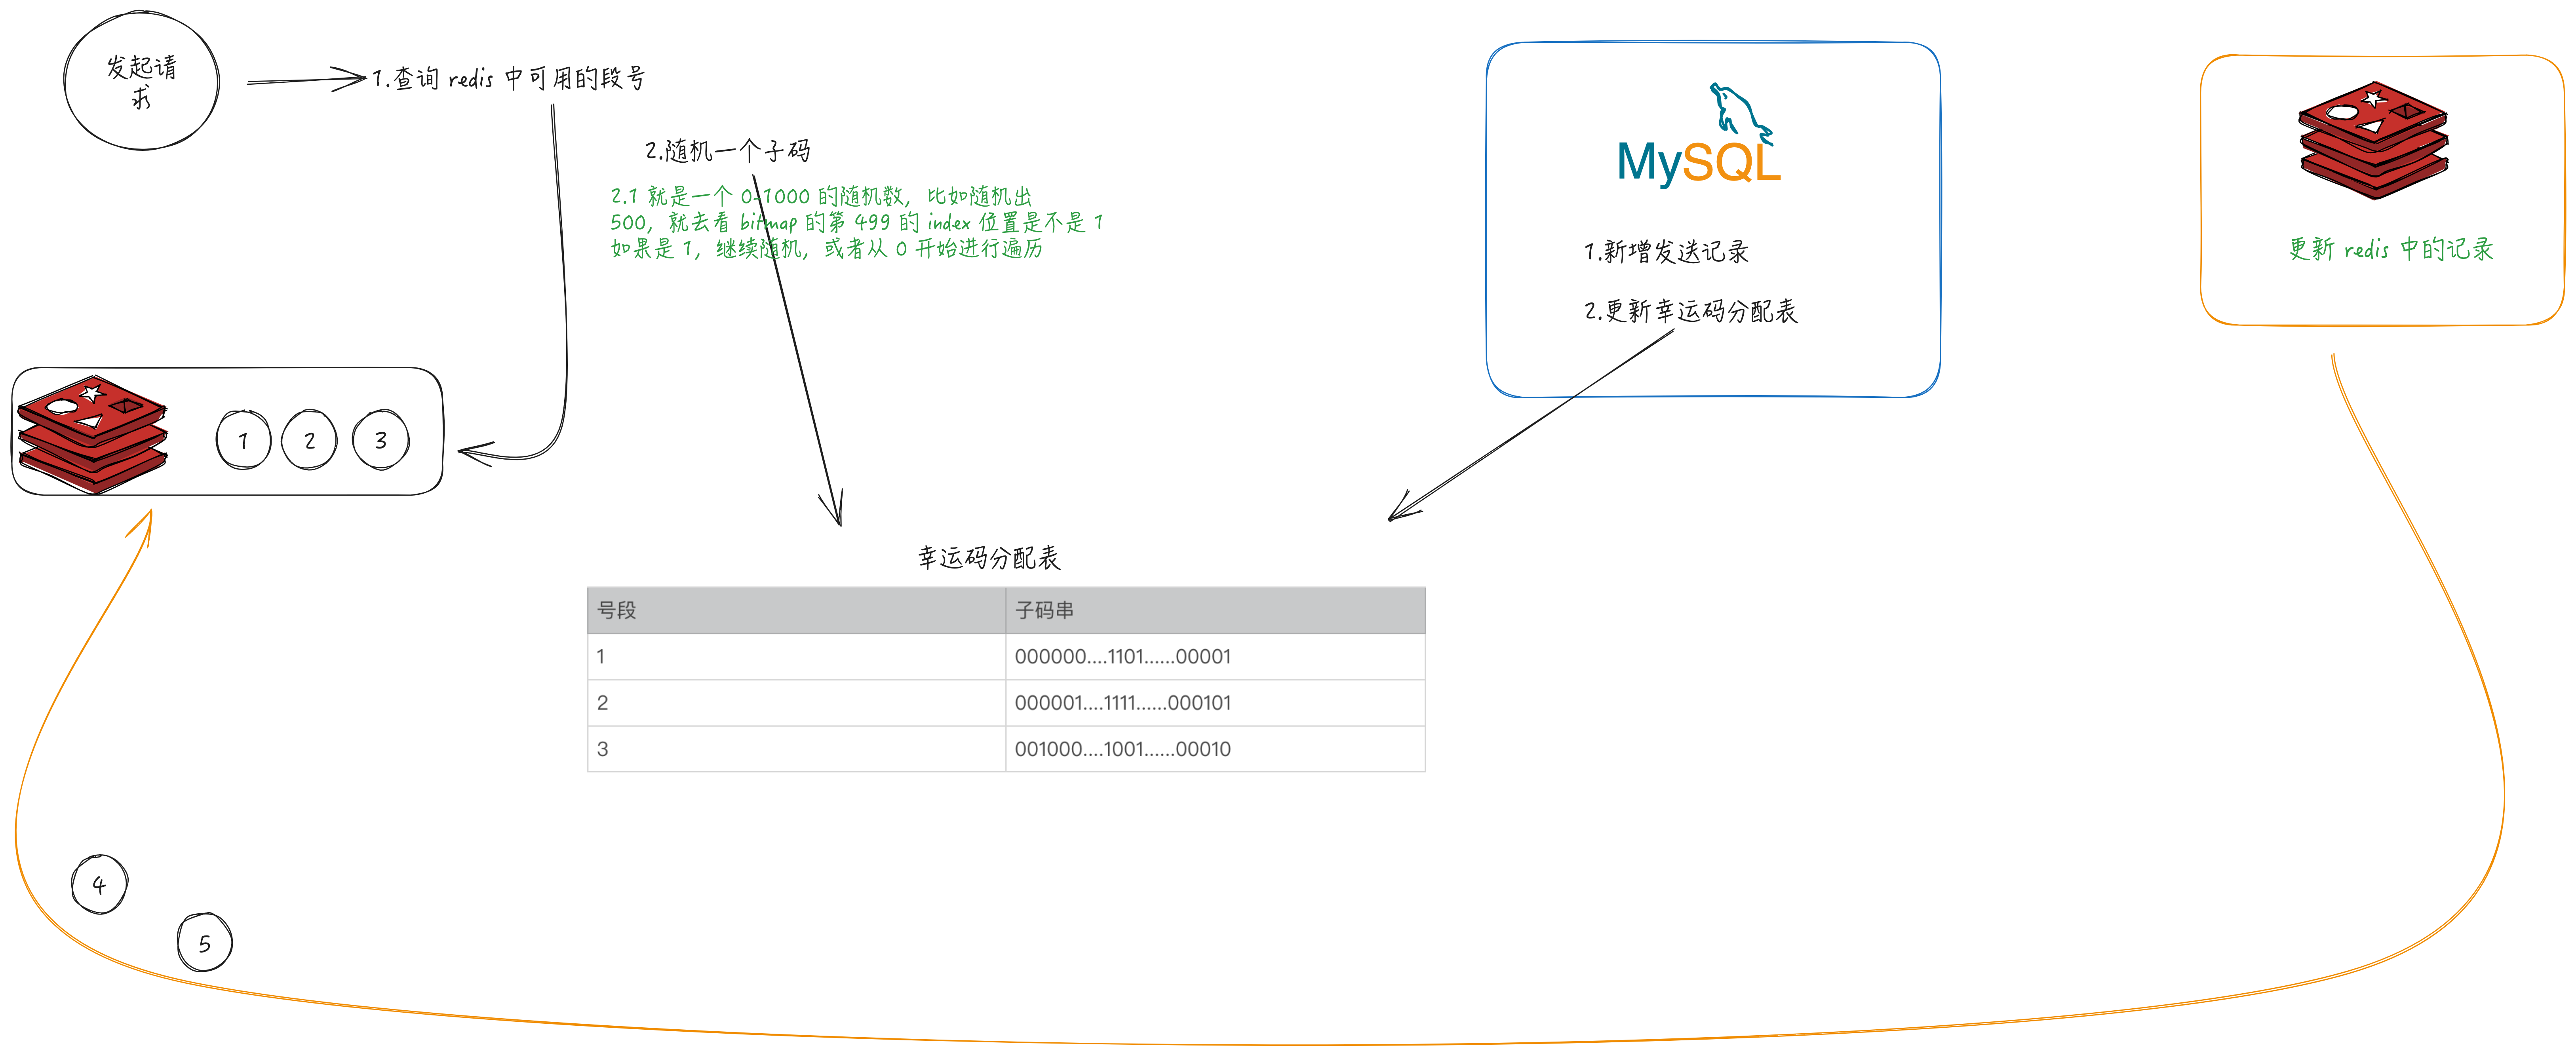 发起请
求
1.查询 redis 中可用的段号
2.随机一个子码
2.1 就是一个 0-1000 的随机数，比如随机出
500，就去看 bitmap 的第 499 的 index 位置是不是 1
如果是 1，继续随机，或者从 0 开始进行遍历
MySQL
1.新增发送记录
2.更新幸运码分配表
更新 redis 中的记录
1 2 3
幸运码分配表
号段 子码串
1 000000....1101......00001
2 000001....1111......000101
3 001000....1001......00010
4
5